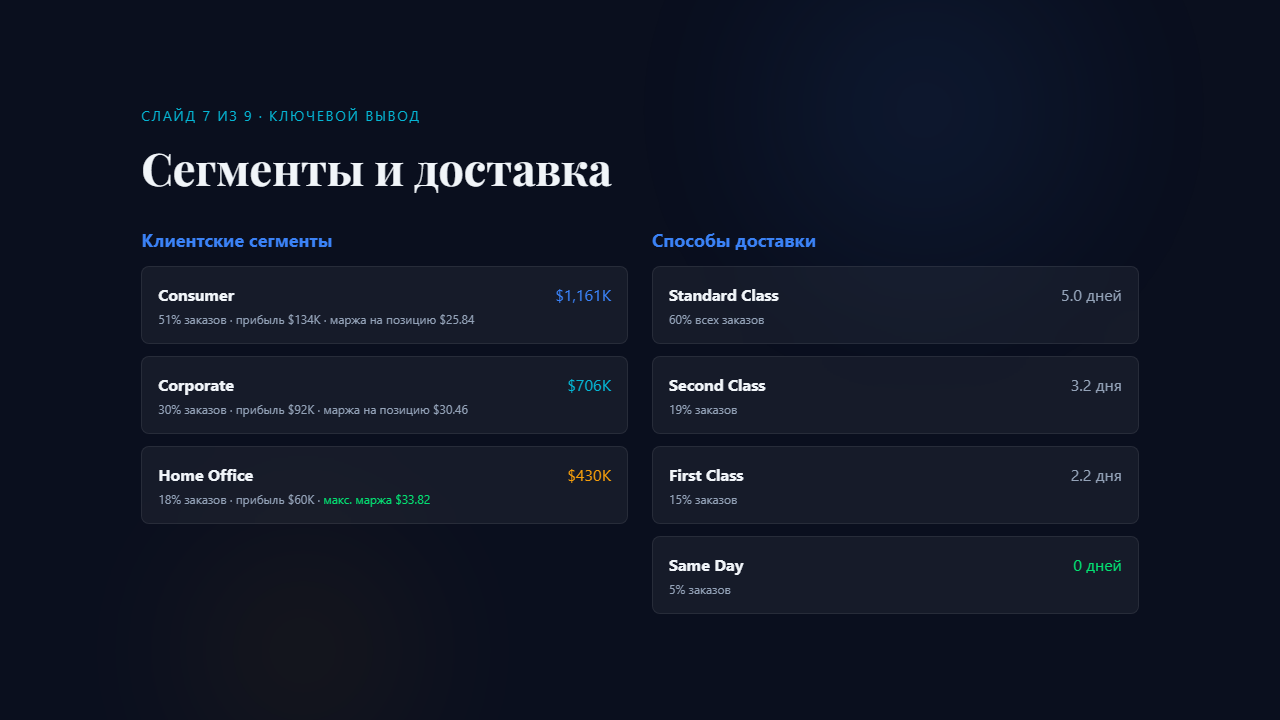 СЛАЙД 7 ИЗ 9 · КЛЮЧЕВОЙ ВЫВОД
Сегменты и доставка
Клиентские сегменты
Consumer $1,161K
51% заказов · прибыль $134K · маржа на позицию $25.84
Corporate $706K
30% заказов · прибыль $92K · маржа на позицию $30.46
Home Office $430K
18% заказов · прибыль $60K · макс. маржа $33.82
Способы доставки
Standard Class 5.0 дней
60% всех заказов
Second Class 3.2 дня
19% заказов
First Class 2.2 дня
15% заказов
Same Day 0 дней
5% заказов